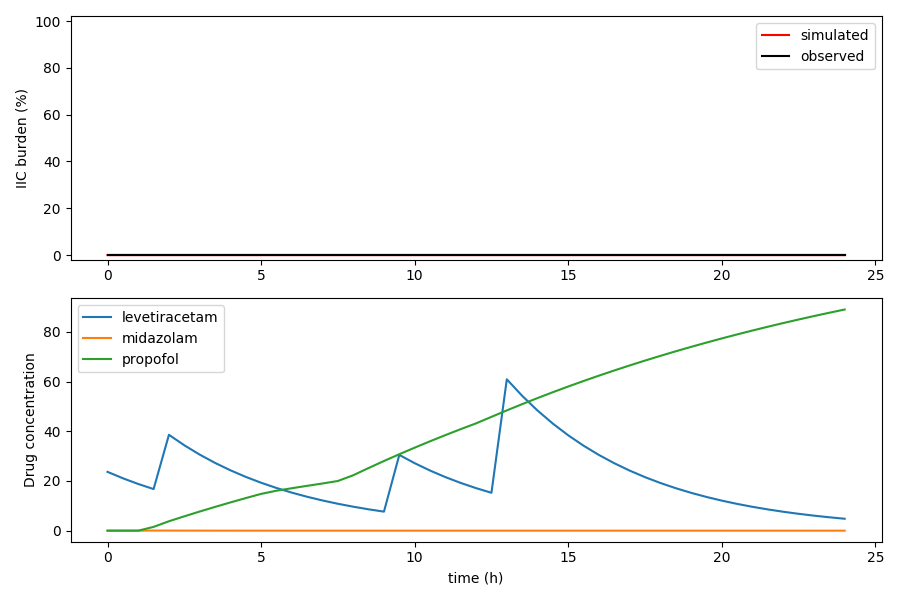 IIC burden (%)
100
80
60
40
20
0
simulated
observed
0 5 10 15 20 25
Drug concentration
80
60
40
20
0
levetiracetam
midazolam
propofol
0 5 10 15 20 25
time (h)